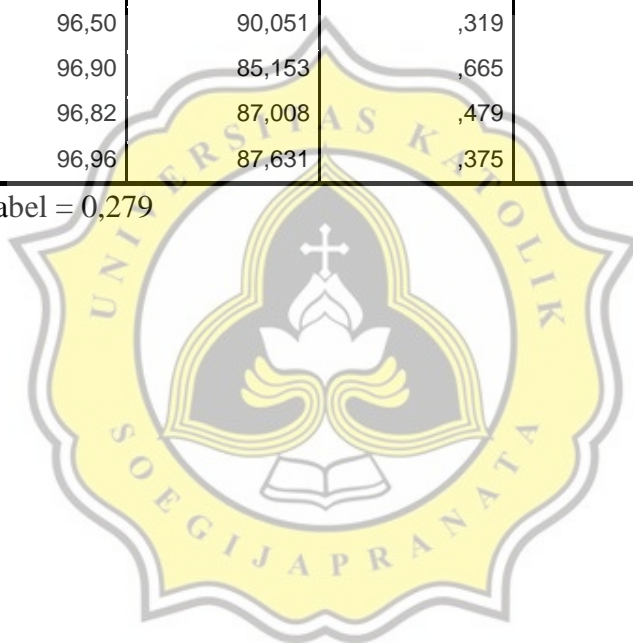 96,50 90,051 ,319
96,90 85,153 ,665
96,82 87,008 ,479
96,96 87,631 ,375
abel = 0,279
UNIVERSITAS KATOLIK
SOEGIJAPRANATA